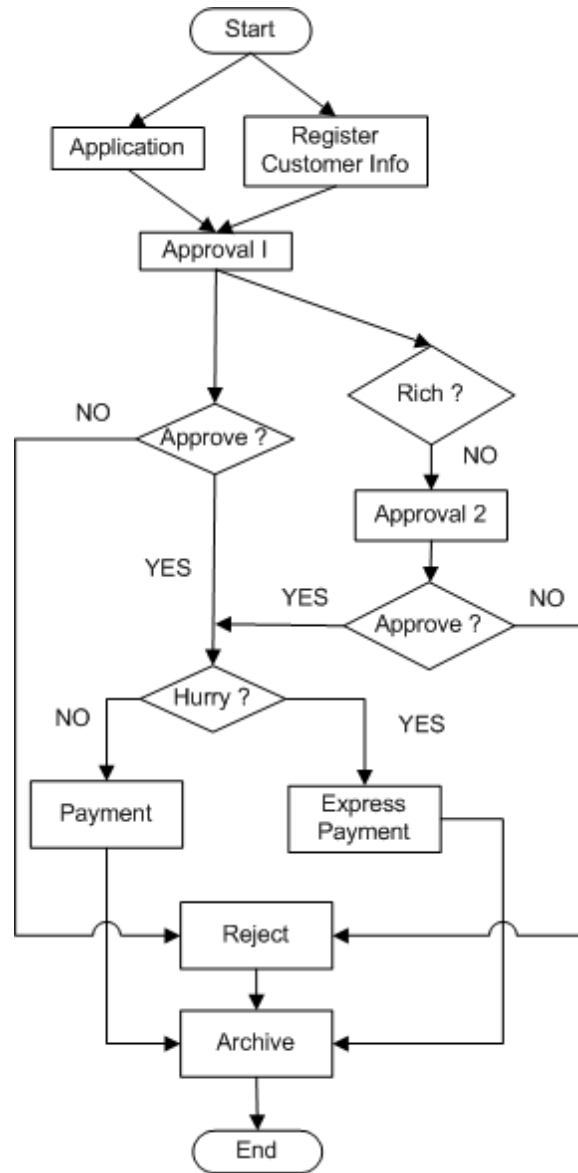 Start
Application
Register
Customer Info
Approval I
Rich ?
NO
Approve ?
NO
Approval 2
YES
YES
Approve ?
NO
Hurry ?
NO
YES
Payment
Express
Payment
Reject
Archive
End